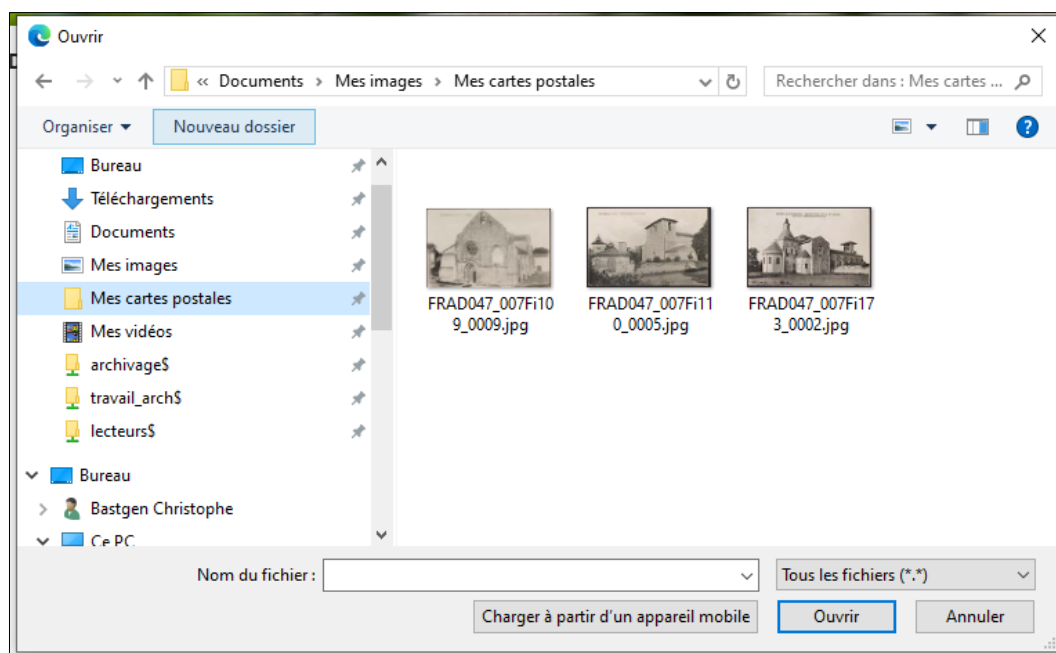 Ouvrir
« Documents > Mes images > Mes cartes postales
Rechercher dans : Mes cartes ...
Organiser
Nouveau dossier
?
Bureau
Téléchargements
Documents
Mes images
Mes cartes postales
Mes vidéos
archivage$
travail_arch$
lecteurs$
Bureau
Bastgen Christophe
Ce PC
FRAD047_007Fi10
9_0009.jpg
FRAD047_007Fi11
0_0005.jpg
FRAD047_007Fi17
3_0002.jpg
Nom du fichier :
Tous les fichiers (*.*)
Charger à partir d'un appareil mobile
Ouvrir
Annuler